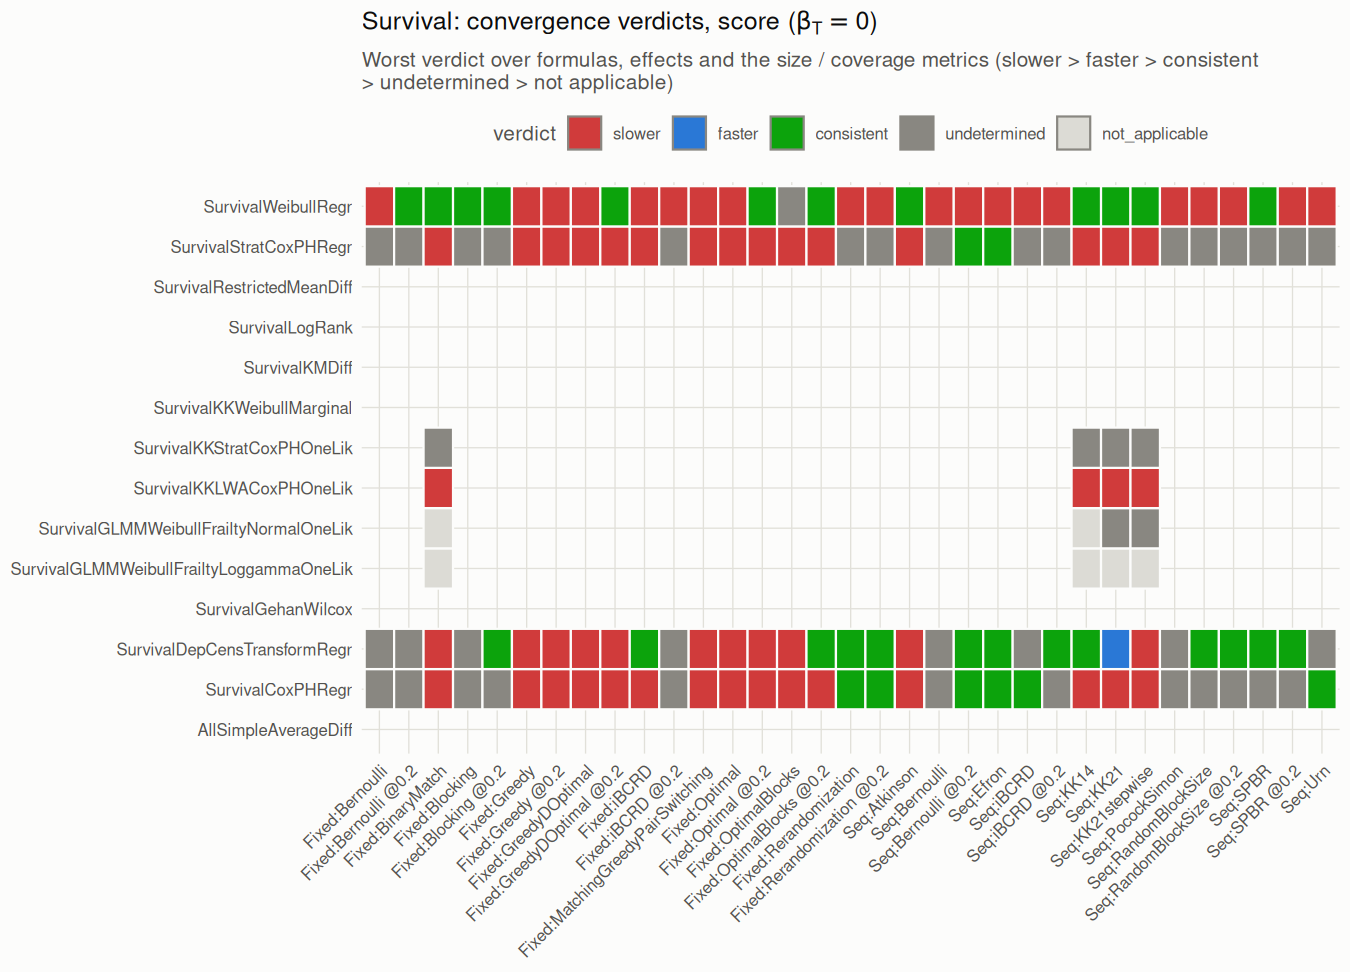 Survival: convergence verdicts, score (βT = 0)
Worst verdict over formulas, effects and the size / coverage metrics (slower > faster > consistent
> undetermined > not applicable)
verdict slower faster consistent undetermined not_applicable
SurvivalWeibullRegr
SurvivalStratCoxPHRegr
SurvivalRestrictedMeanDiff
SurvivalLogRank
SurvivalKMDiff
SurvivalKKWeibullMarginal
SurvivalKKStratCoxPHOneLik
SurvivalKKLWACoxPHOneLik
SurvivalGLMMWeibullFrailtyNormalOneLik
SurvivalGLMMWeibullFrailtyLoggammaOneLik
SurvivalGehanWilcox
SurvivalDepCensTransformRegr
SurvivalCoxPHRegr
AllSimpleAverageDiff
Fixed:Bernoulli
Fixed:Bernoulli @0.2
Fixed:BinaryMatch
Fixed:Blocking
Fixed:Blocking @0.2
Fixed:Greedy
Fixed:Greedy @0.2
Fixed:GreedyDOptimal
Fixed:GreedyDOptimal @0.2
Fixed:iBCRD
Fixed:iBCRD @0.2
Fixed:MatchingGreedyPairSwitching
Fixed:Optimal
Fixed:Optimal @0.2
Fixed:OptimalBlocks
Fixed:OptimalBlocks @0.2
Fixed:Rerandomization
Fixed:Rerandomization @0.2
Seq:Atkinson
Seq:Bernoulli
Seq:Bernoulli @0.2
Seq:Efron
Seq:iBCRD
Seq:iBCRD @0.2
Seq:KK14
Seq:KK21
Seq:KK21stepwise
Seq:PocockSimon
Seq:RandomBlockSize
Seq:RandomBlockSize @0.2
Seq:SPBR
Seq:SPBR @0.2
Seq:Urn